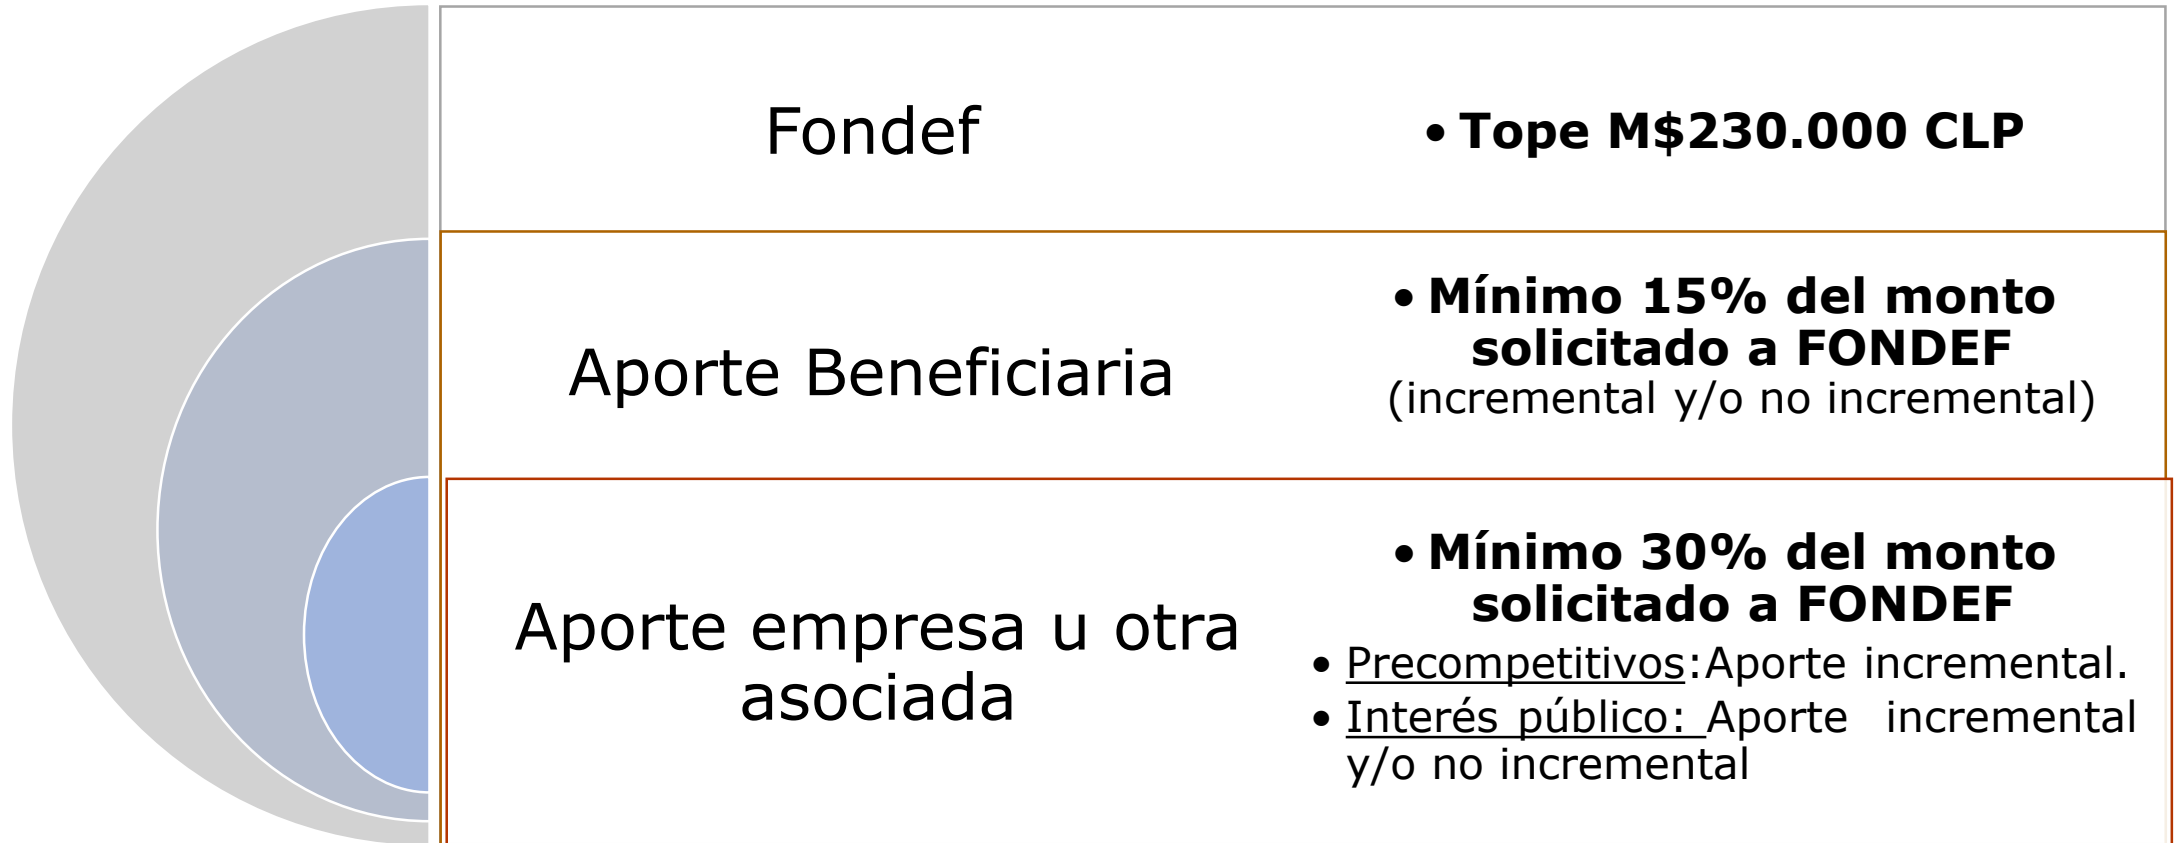 Fondef
• Tope M$230.000 CLP
Aporte Beneficiaria
• Mínimo 15% del monto
solicitado a FONDEF
(incremental y/o no incremental)
Aporte empresa u otra
asociada
• Mínimo 30% del monto
solicitado a FONDEF
• Precompetitivos:Aporte incremental.
• Interés público: Aporte incremental
y/o no incremental